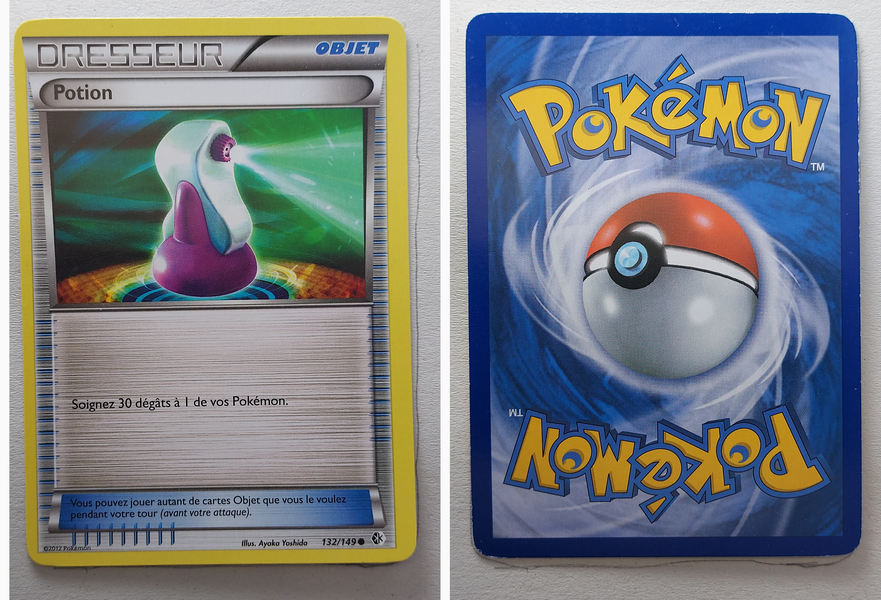 DRESSEUR
OBJET
Potion
Soignez 30 dégâts à 1 de vos Pokémon.
Vous pouvez jouer autant de cartes Objet que vous le voulez
pendant votre tour (avant votre attaque).
©2012 Pokémon
Illus. Ayaka Yoshida
132/149
POKéMON
TM
TM
POKéMON